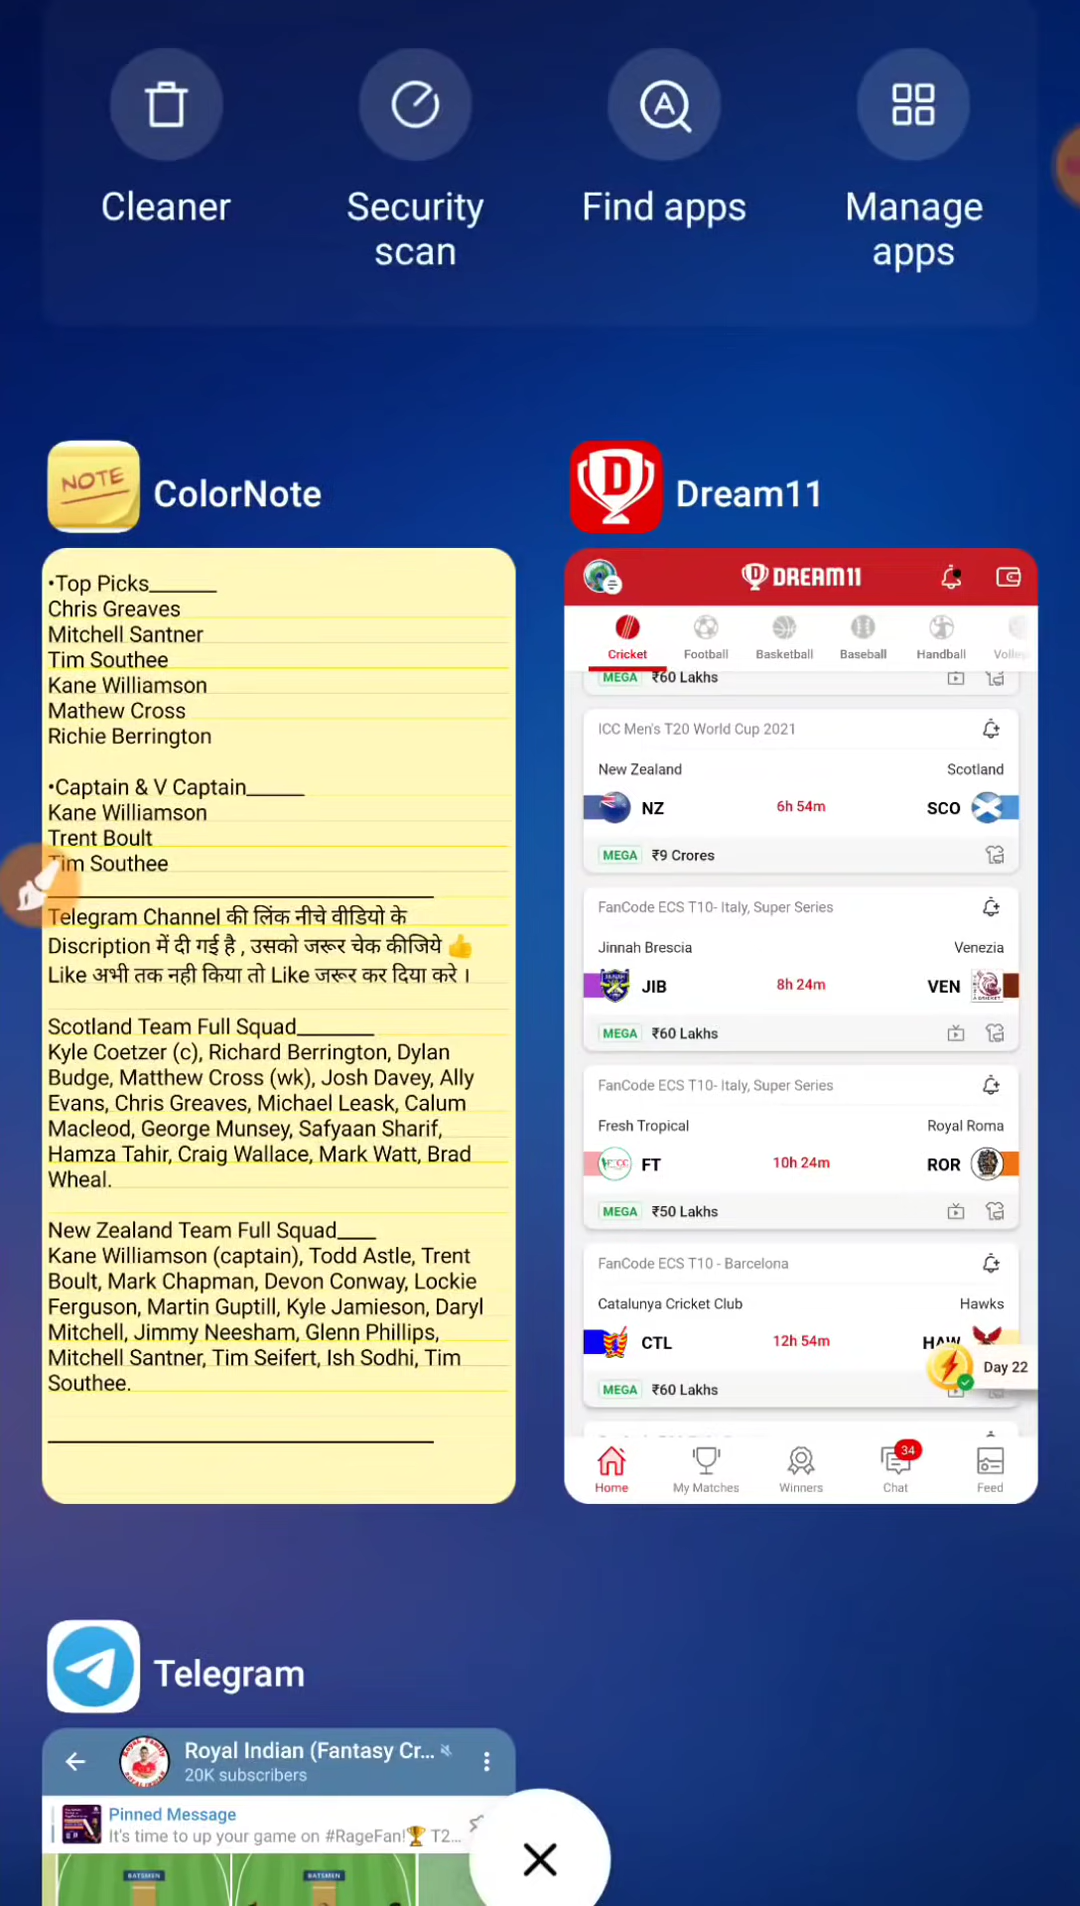 Cleaner
Security scan
Find apps
Manage apps
NOTE
ColorNote
•Top Picks______
Chris Greaves
Mitchell Santner
Tim Southee
Kane Williamson
Mathew Cross
Richie Berrington
•Captain & V Captain_____
Kane Williamson
Trent Boult
Tim Southee
Telegram Channel की लिंक नीचे वीडियो के
Discription में दी गई है , उसको जरूर चेक कीजिये 👍
Like अभी तक नही किया तो Like जरूर कर दिया करे ।
Scotland Team Full Squad_______
Kyle Coetzer (c), Richard Berrington, Dylan
Budge, Matthew Cross (wk), Josh Davey, Ally
Evans, Chris Greaves, Michael Leask, Calum
Macleod, George Munsey, Safyaan Sharif,
Hamza Tahir, Craig Wallace, Mark Watt, Brad
Wheal.
New Zealand Team Full Squad____
Kane Williamson (captain), Todd Astle, Trent
Boult, Mark Chapman, Devon Conway, Lockie
Ferguson, Martin Guptill, Kyle Jamieson, Daryl
Mitchell, Jimmy Neesham, Glenn Phillips,
Mitchell Santner, Tim Seifert, Ish Sodhi, Tim
Southee.
Dream11
DREAM11
Cricket Football Basketball Baseball Handball
MEGA ₹60 Lakhs
ICC Men's T20 World Cup 2021
New Zealand Scotland
NZ 6h 54m SCO
MEGA ₹9 Crores
FanCode ECS T10- Italy, Super Series
Jinnah Brescia Venezia
JIB 8h 24m VEN
MEGA ₹60 Lakhs
FanCode ECS T10- Italy, Super Series
Fresh Tropical Royal Roma
FT 10h 24m ROR
MEGA ₹50 Lakhs
FanCode ECS T10 - Barcelona
Catalunya Cricket Club Hawks
CTL 12h 54m HAW
Day 22
MEGA ₹60 Lakhs
34
Home My Matches Winners Chat Feed
Telegram
Royal Indian (Fantasy Cr...
20K subscribers
Pinned Message
It's time to up your game on #RageFan!🏆 T2...
BATSMEN BATSMEN